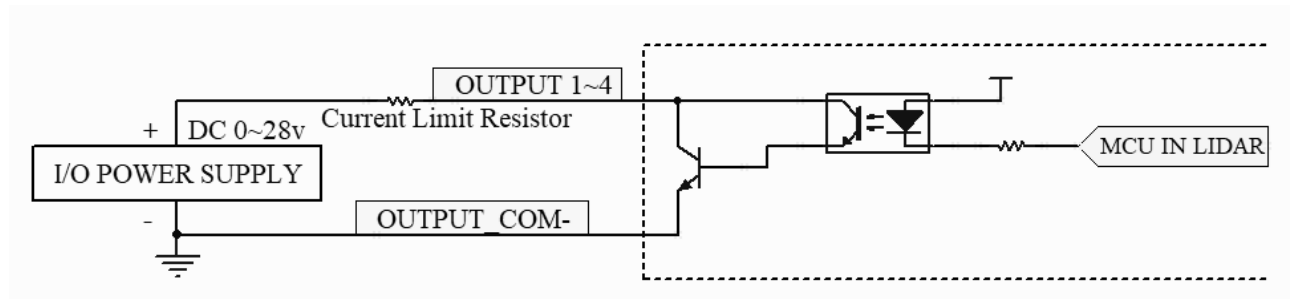 OUTPUT 1~4
Current Limit Resistor
+
DC 0~28v
I/O POWER SUPPLY
MCU IN LIDAR
-
OUTPUT_COM-